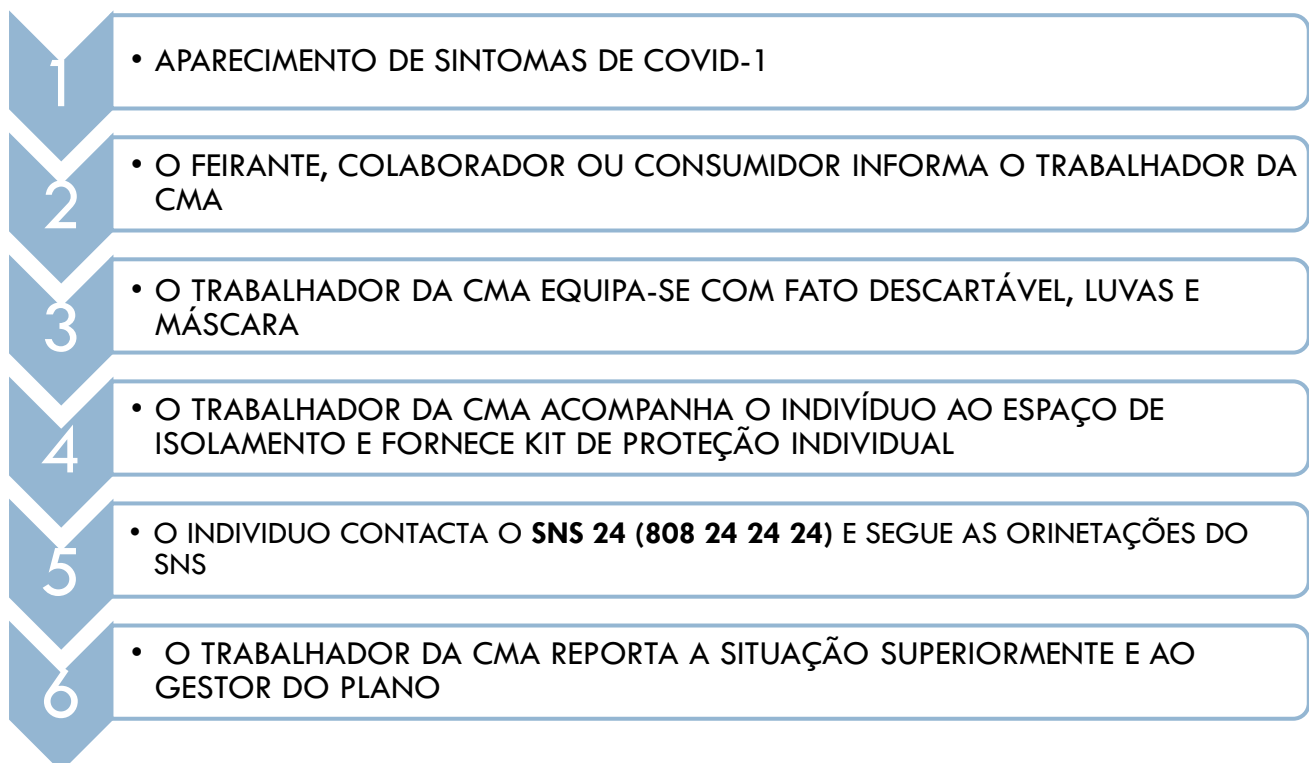 1
• APARECIMENTO DE SINTOMAS DE COVID-1
2
• O FEIRANTE, COLABORADOR OU CONSUMIDOR INFORMA O TRABALHADOR DA
CMA
3
• O TRABALHADOR DA CMA EQUIPA-SE COM FATO DESCARTÁVEL, LUVAS E
MÁSCARA
4
• O TRABALHADOR DA CMA ACOMPANHA O INDIVÍDUO AO ESPAÇO DE
ISOLAMENTO E FORNECE KIT DE PROTEÇÃO INDIVIDUAL
5
• O INDIVIDUO CONTACTA O SNS 24 (808 24 24 24) E SEGUE AS ORINETAÇÕES DO
SNS
6
• O TRABALHADOR DA CMA REPORTA A SITUAÇÃO SUPERIORMENTE E AO
GESTOR DO PLANO